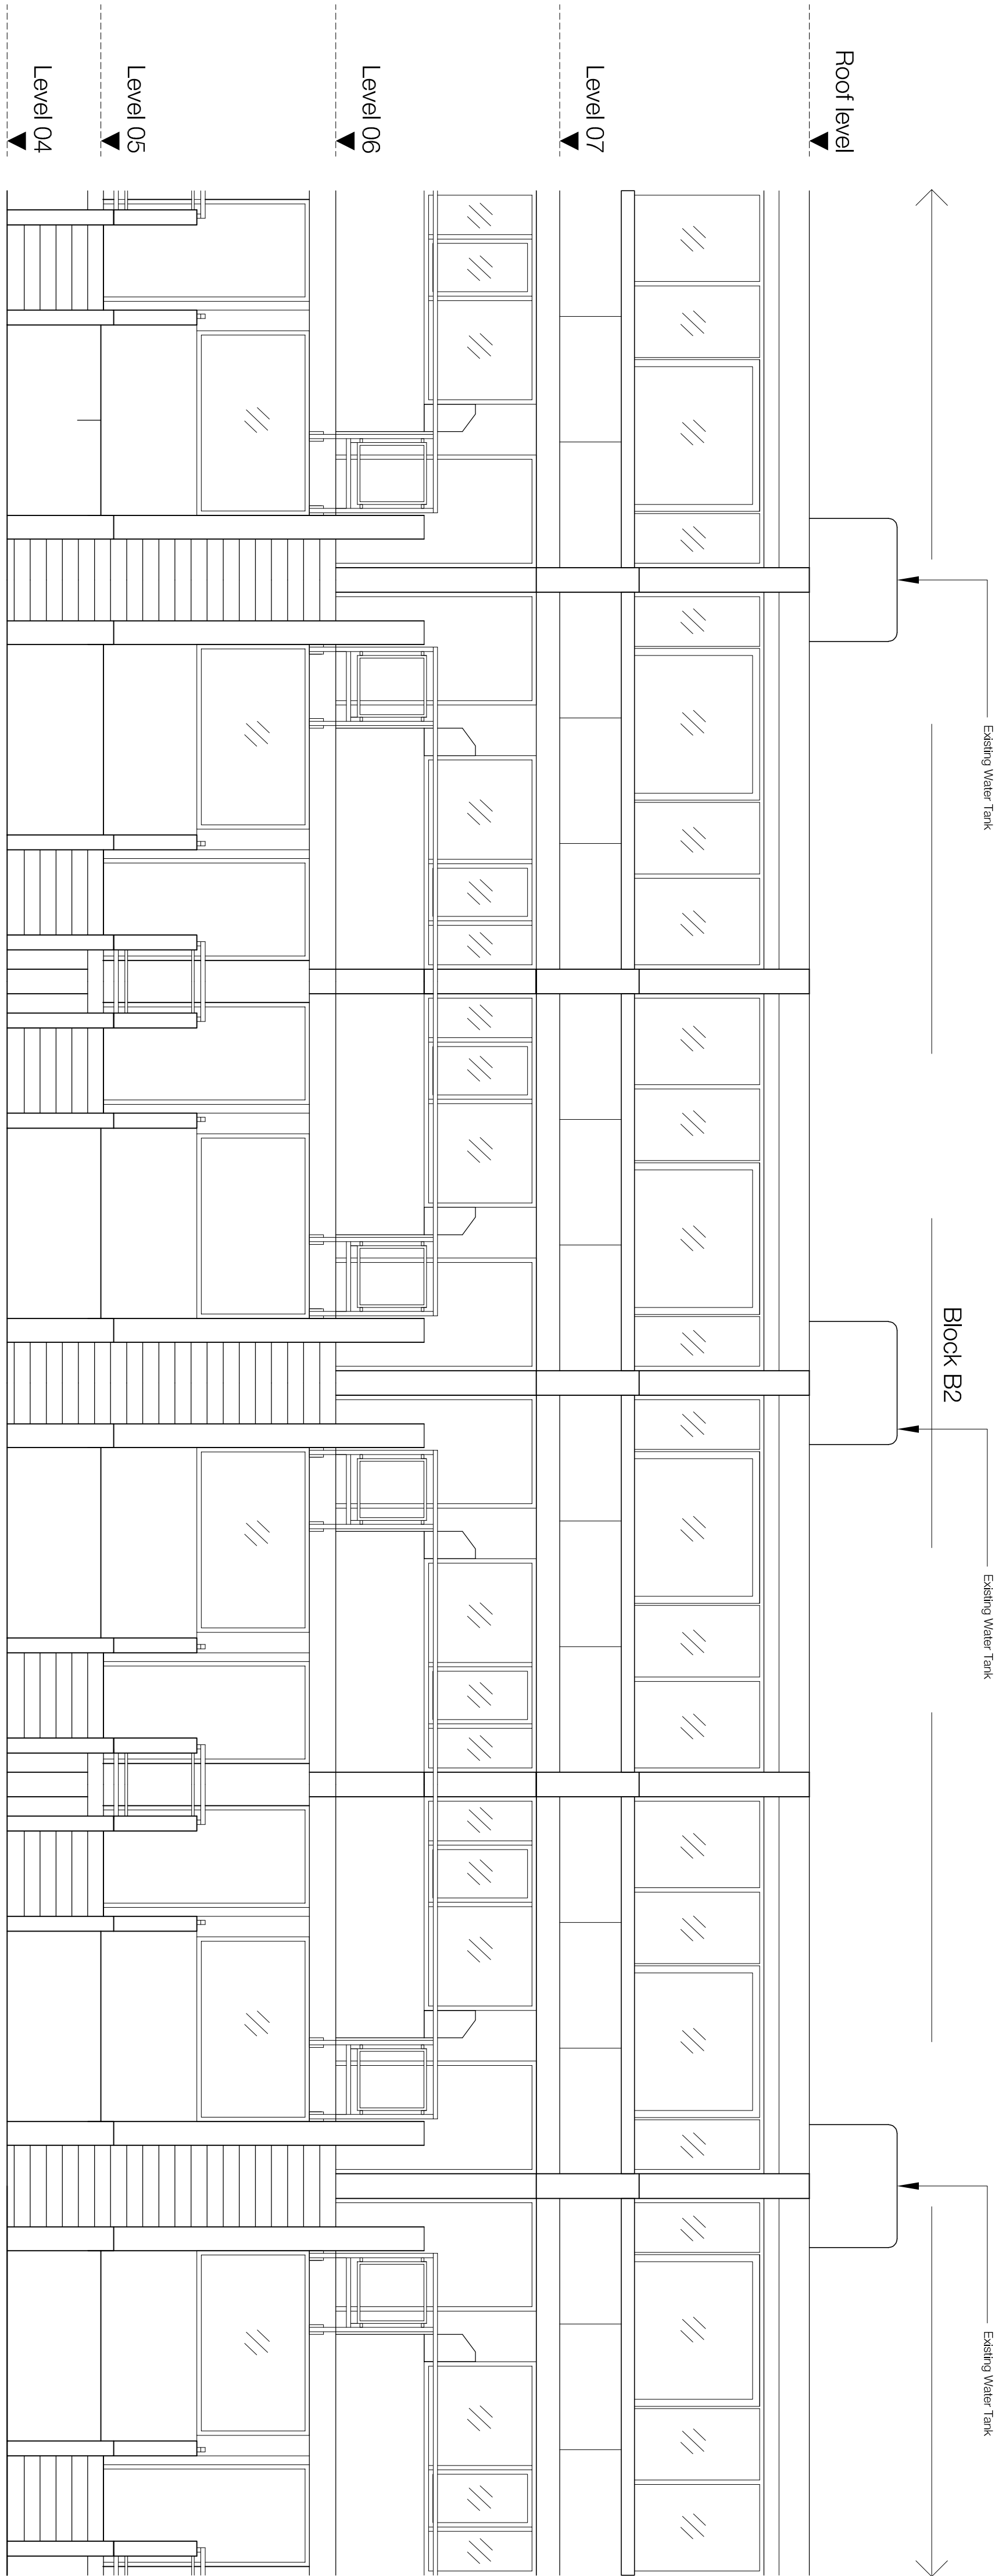 Block B2
Existing Water Tank
Existing Water Tank
Existing Water Tank
Roof level
Level 07
Level 06
Level 05
Level 04